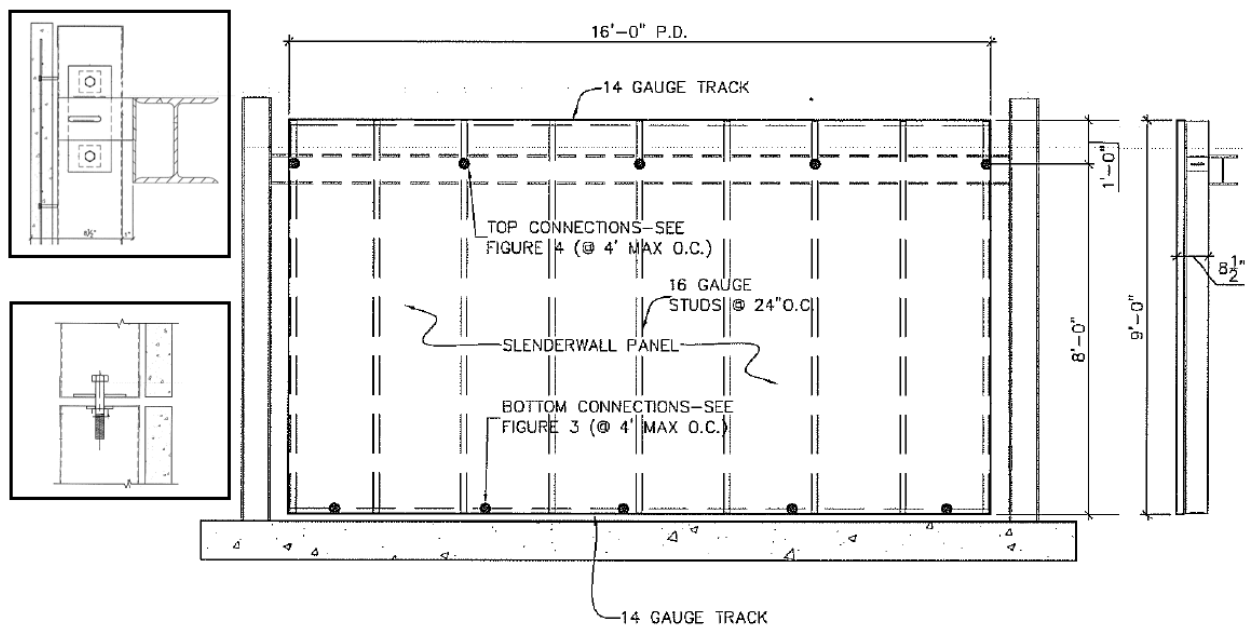 16'-0" P.D.
14 GAUGE TRACK
1'-0"
TOP CONNECTIONS-SEE
FIGURE 4 (@ 4' MAX O.C.)
8 1/2"
16 GAUGE
STUDS @ 24"O.C.
8'-0"
9'-0"
SLENDERWALL PANEL
BOTTOM CONNECTIONS-SEE
FIGURE 3 (@ 4' MAX O.C.)
14 GAUGE TRACK